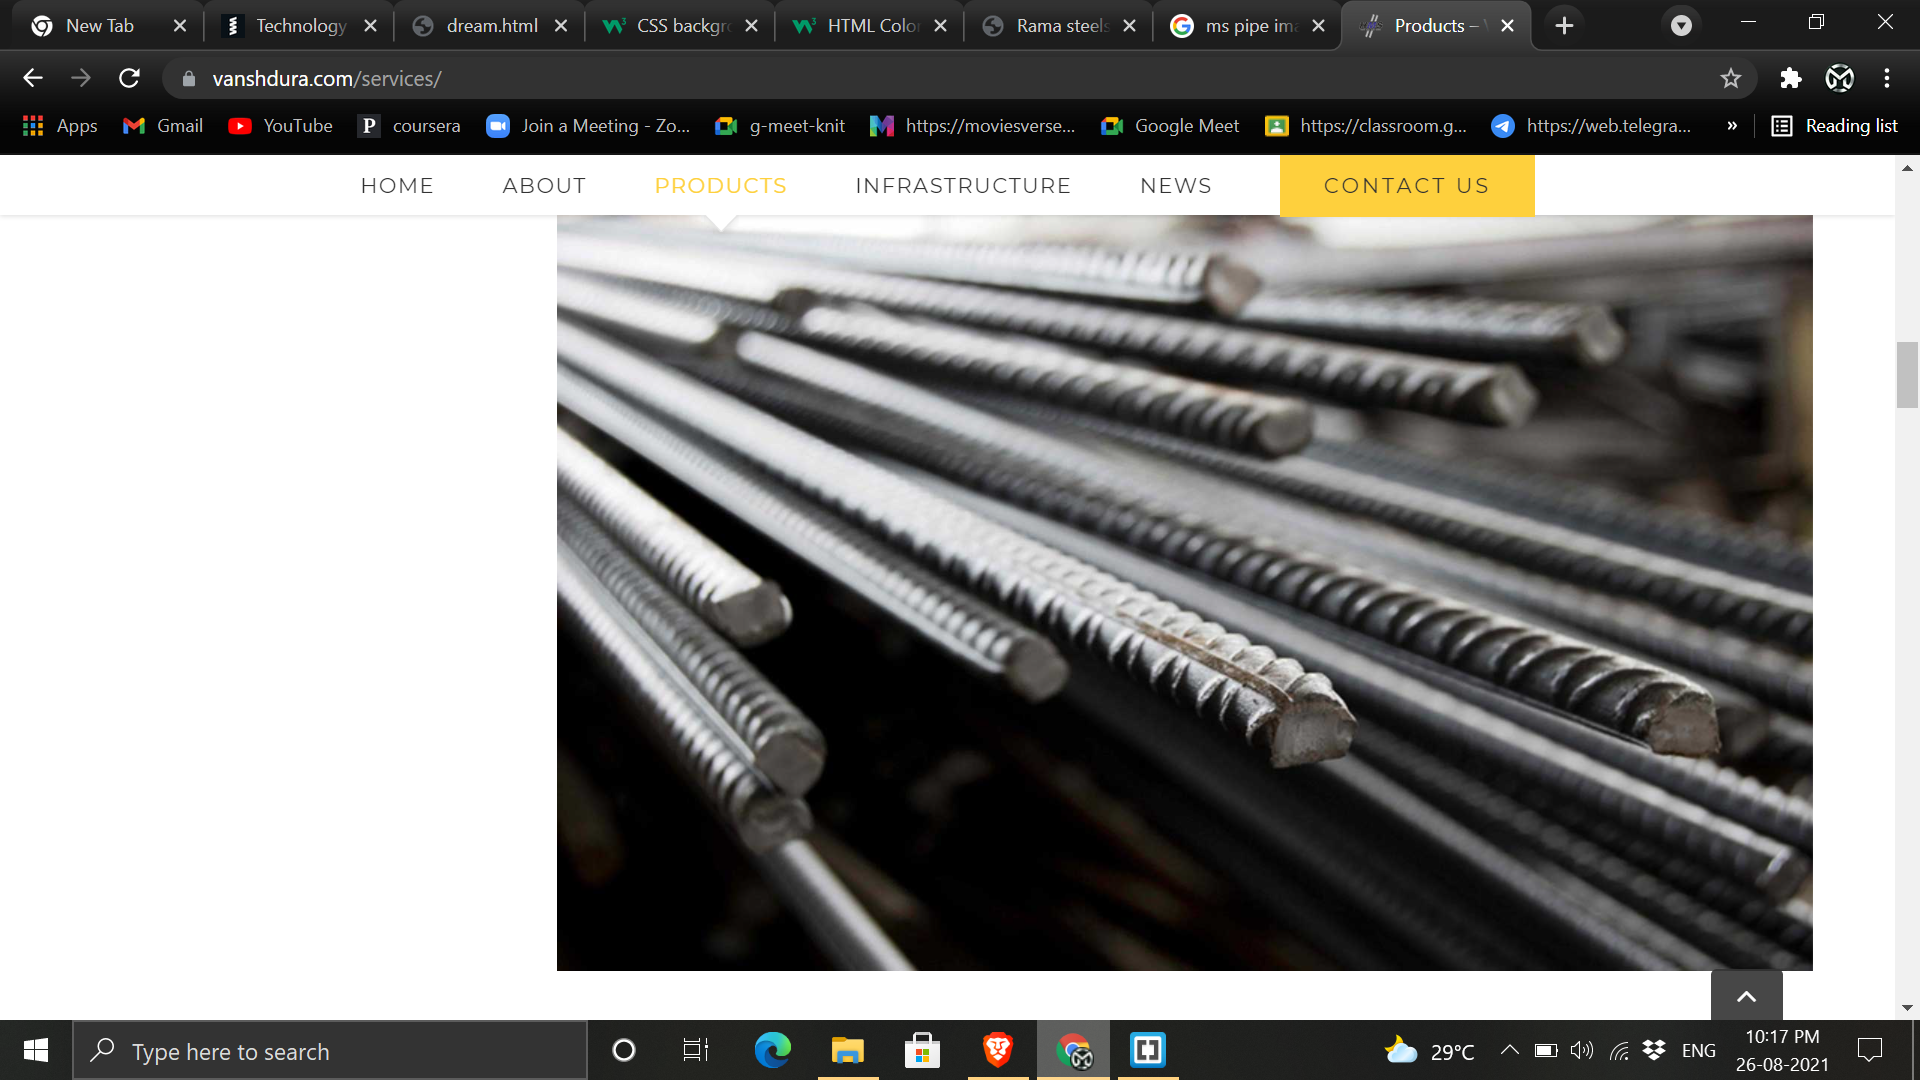 New Tab
Technology
dream.html
CSS backgr
HTML Color
Rama steels
ms pipe ima
Products –
vanshdura.com/services/
Apps
Gmail
YouTube
P
coursera
Join a Meeting - Zo...
g-meet-knit
https://moviesverse...
Google Meet
https://classroom.g...
https://web.telegra...
»
Reading list
HOME
ABOUT
PRODUCTS
INFRASTRUCTURE
NEWS
CONTACT US
Type here to search
29°C
ENG
10:17 PM
26-08-2021